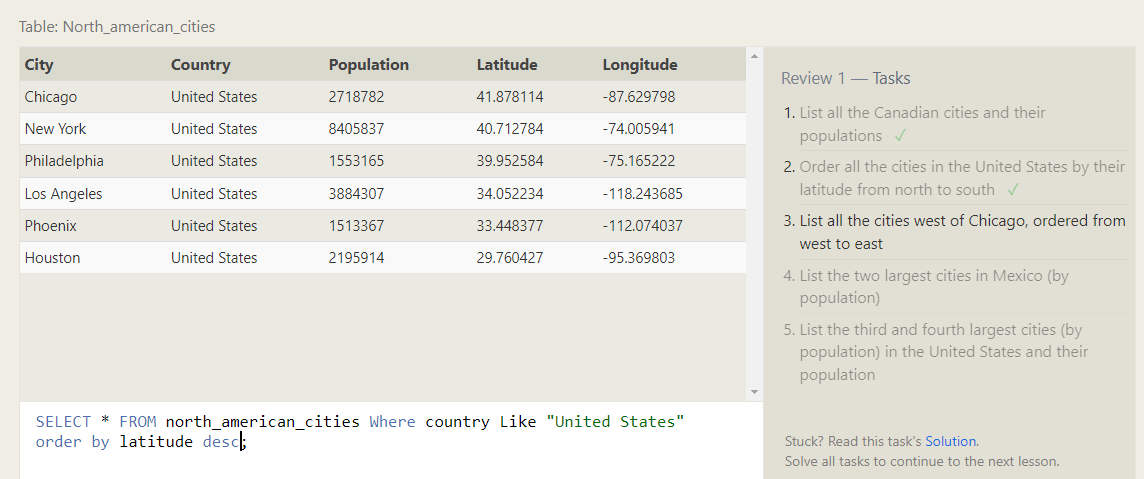 Table: North_american_cities
City Country Population Latitude Longitude
Chicago United States 2718782 41.878114 -87.629798
New York United States 8405837 40.712784 -74.005941
Philadelphia United States 1553165 39.952584 -75.165222
Los Angeles United States 3884307 34.052234 -118.243685
Phoenix United States 1513367 33.448377 -112.074037
Houston United States 2195914 29.760427 -95.369803
SELECT * FROM north_american_cities Where country Like "United States"
order by latitude desc;
Review 1 — Tasks
1. List all the Canadian cities and their
populations ✓
2. Order all the cities in the United States by their
latitude from north to south ✓
3. List all the cities west of Chicago, ordered from
west to east
4. List the two largest cities in Mexico (by
population)
5. List the third and fourth largest cities (by
population) in the United States and their
population
Stuck? Read this task's Solution.
Solve all tasks to continue to the next lesson.